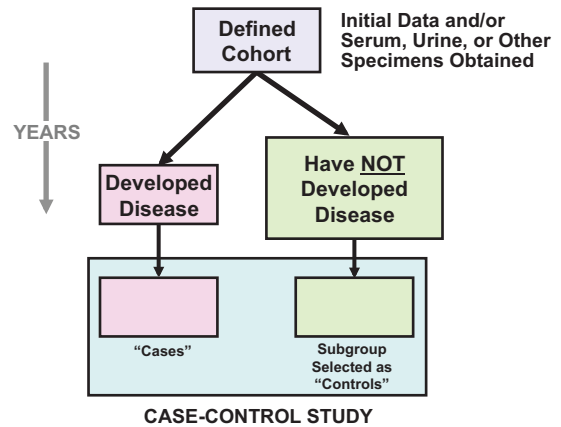 Defined
Cohort
Initial Data and/or
Serum, Urine, or Other
Specimens Obtained
YEARS
Developed
Disease
Have NOT
Developed
Disease
“Cases”
Subgroup
Selected as
“Controls”
CASE-CONTROL STUDY